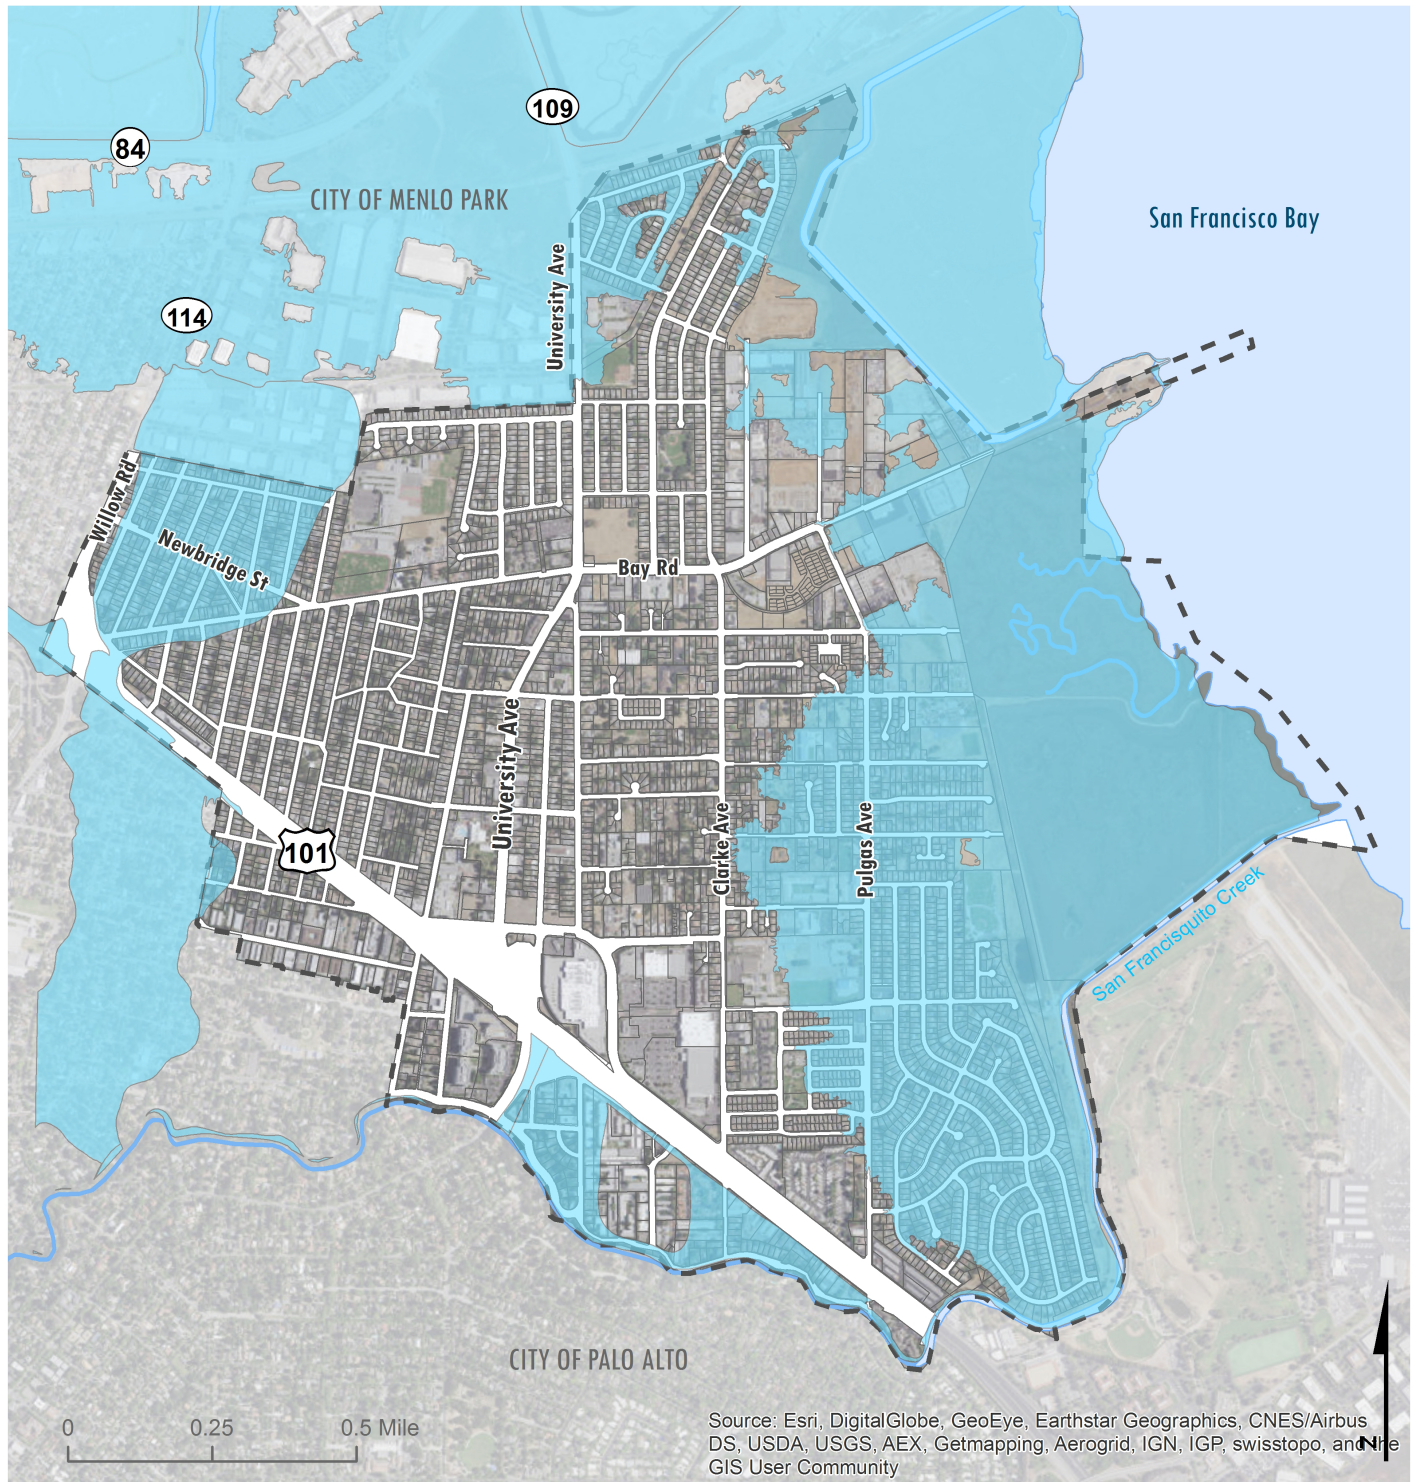 109
84
CITY OF MENLO PARK
San Francisco Bay
University Ave
114
Willow Rd
Newbridge St
Bay Rd
University Ave
Clarke Ave
Pulgas Ave
101
San Francisquito Creek
CITY OF PALO ALTO
0 0.25 0.5 Mile
Source: Esri, DigitalGlobe, GeoEye, Earthstar Geographics, CNES/Airbus
DS, USDA, USGS, AEX, Getmapping, Aerogrid, IGN, IGP, swisstopo, and the
GIS User Community
N